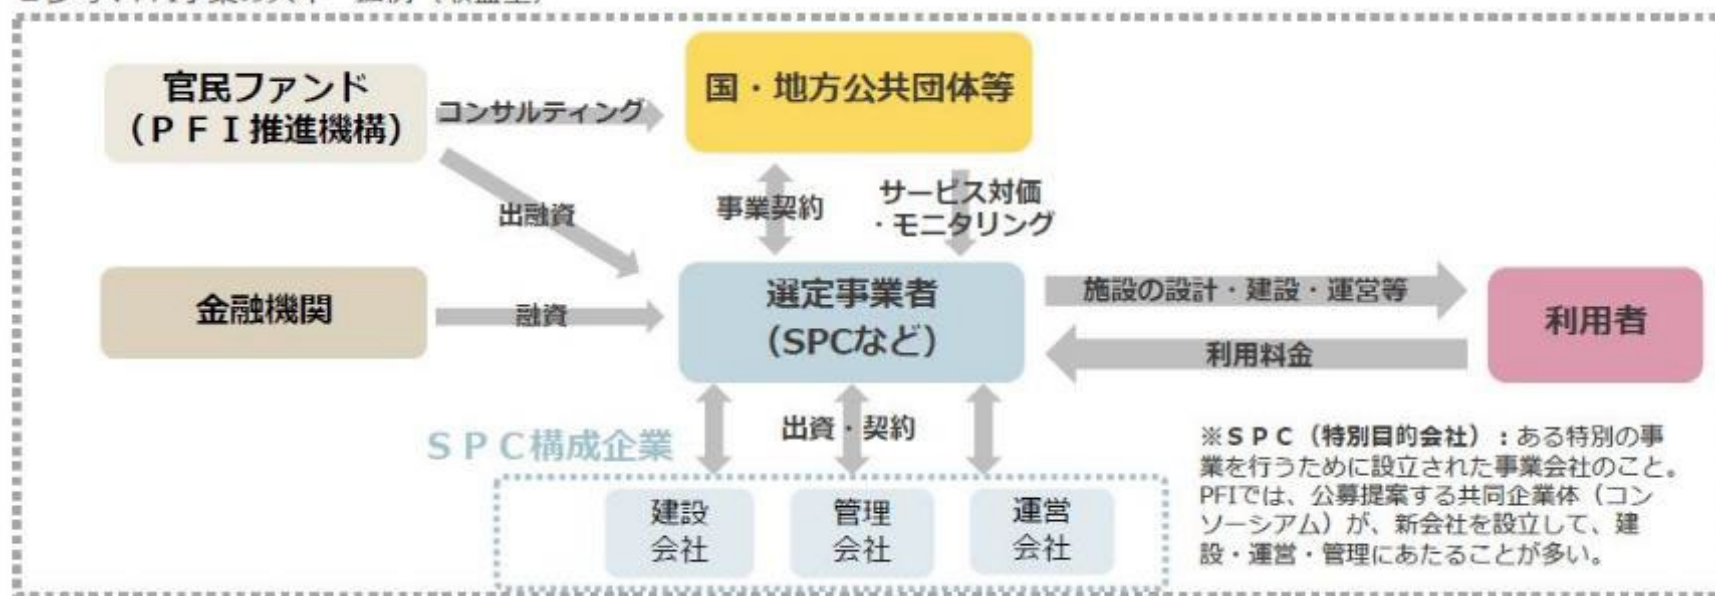 官民ファンド
（ＰＦＩ推進機構）
コンサルティング
国・地方公共団体等
出融資
事業契約
サービス対価
・モニタリング
金融機関
融資
選定事業者
（SPCなど）
施設の設計・建設・運営等
利用料金
利用者
出資・契約
ＳＰＣ構成企業
建設
会社
管理
会社
運営
会社
※ＳＰＣ（特別目的会社）：ある特別の事
業を行うために設立された事業会社のこと。
PFIでは、公募提案する共同企業体（コン
ソーシアム）が、新会社を設立して、建
設・運営・管理にあたることが多い。